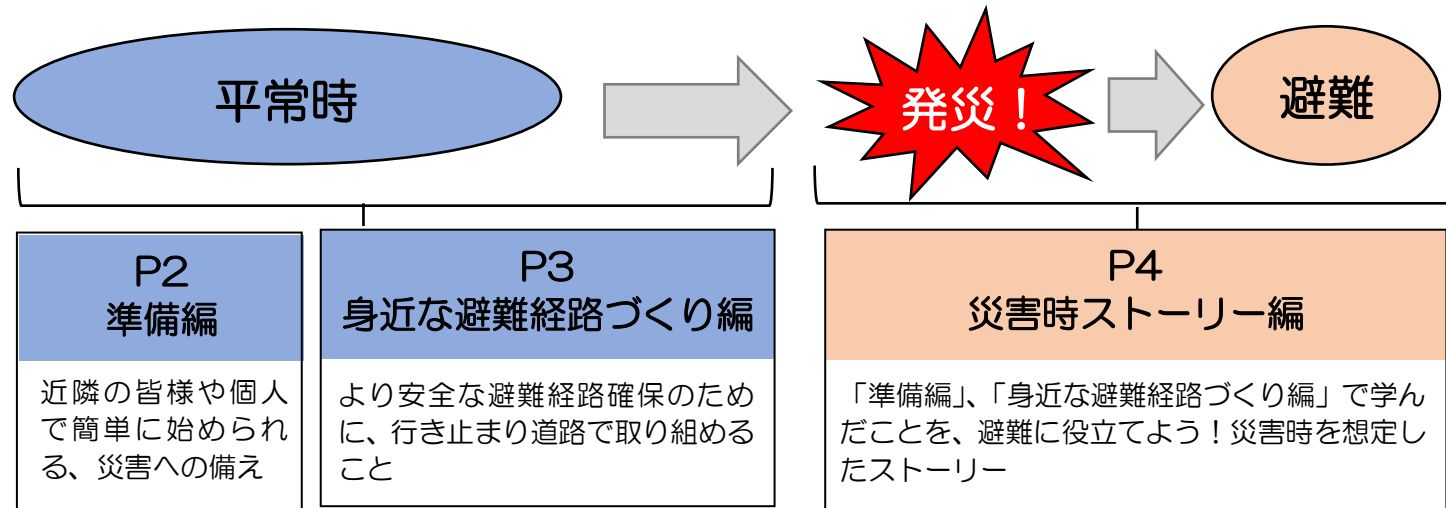 平常時
発災！
避難
P2
準備編
近隣の皆様や個人
で簡単に始められ
る、災害への備え
P3
身近な避難経路づくり編
より安全な避難経路確保のため
に、行き止まり道路で取り組める
こと
P4
災害時ストーリー編
「準備編」、「身近な避難経路づくり編」で学ん
だことを、避難に役立てよう！災害時を想定し
たストーリー